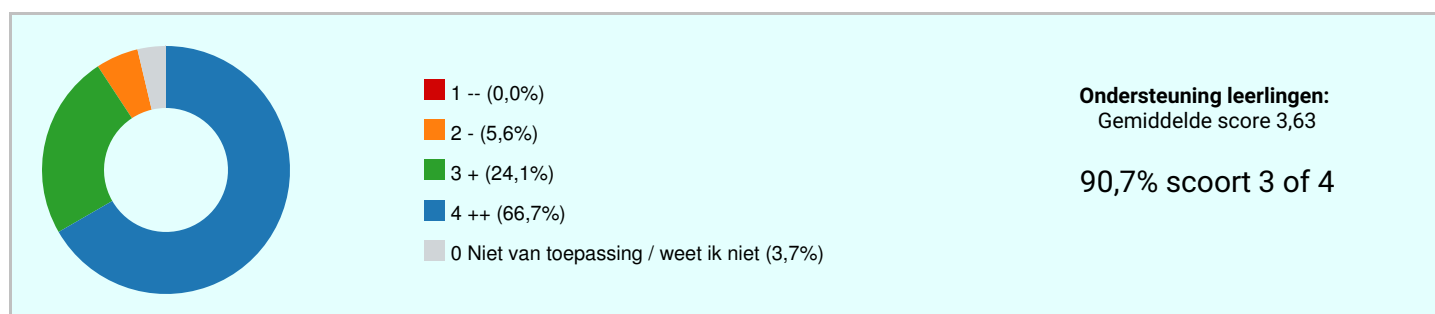 1 -- (0,0%)
2 - (5,6%)
3 + (24,1%)
4 ++ (66,7%)
0 Niet van toepassing / weet ik niet (3,7%)
Ondersteuning leerlingen:
Gemiddelde score 3,63
90,7% scoort 3 of 4